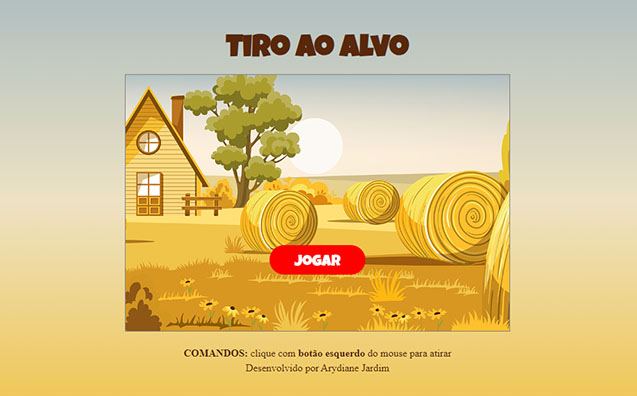 TIRO AO ALVO
JOGAR
COMANDOS: clique com botão esquerdo do mouse para atirar
Desenvolvido por Arydiane Jardim